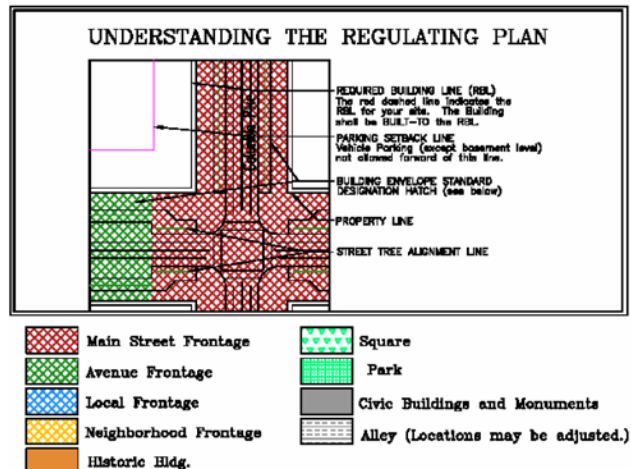 UNDERSTANDING THE REGULATING PLAN
REQUIRED BUILDING LINE (RBL)
The red dashed line indicates the
RBL for your site. The Building
shall be BUILT-TO the RBL.
PARKING SETBACK LINE
Vehicle Parking (except basement level)
not allowed forward of this line.
BUILDING ENVELOPE STANDARD
DESIGNATION HATCH (see below)
PROPERTY LINE
STREET TREE ALIGNMENT LINE
Columbia Pike
Main Street Frontage
Avenue Frontage
Local Frontage
Neighborhood Frontage
Historic Bldg.
Square
Park
Civic Buildings and Monuments
Alley (Locations may be adjusted.)